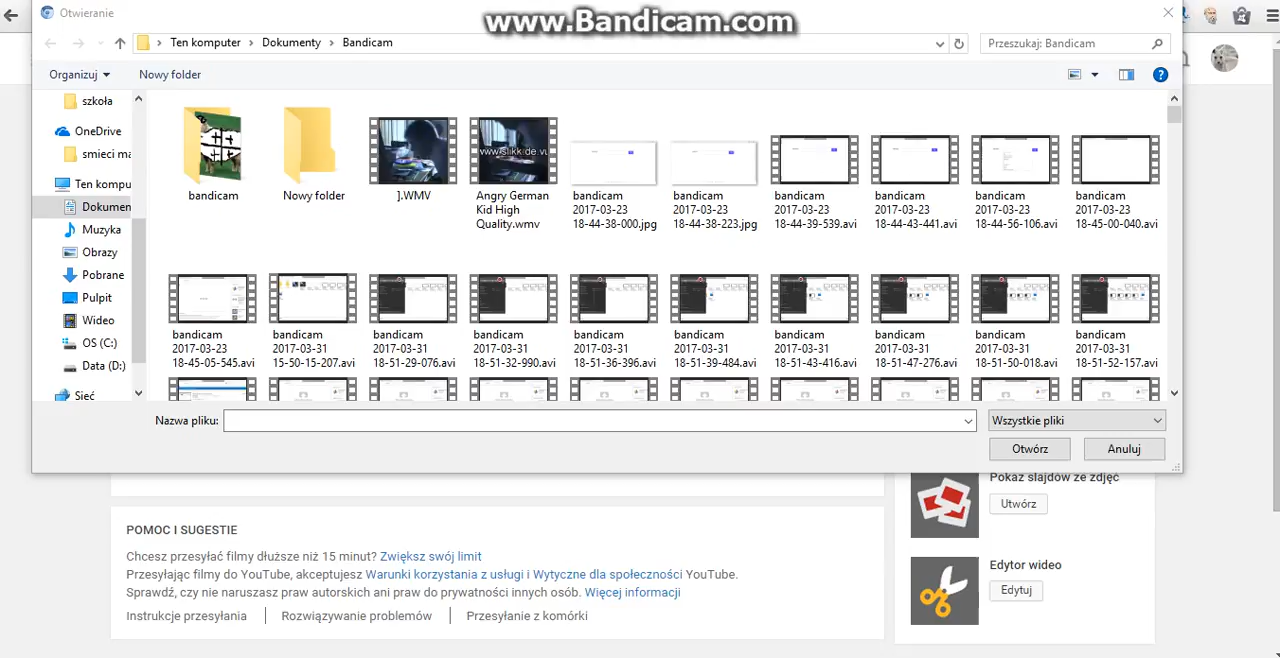 Otwieranie
www.Bandicam.com
Ten komputer
Dokumenty
Bandicam
Przeszukaj: Bandicam
Organizuj
Nowy folder
szkoła
OneDrive
smieci ma
Ten kompu
Dokumen
Muzyka
Obrazy
Pobrane
Pulpit
Wideo
OS (C:)
Data (D:)
Sieć
bandicam
Nowy folder
].WMV
Angry German
Kid High
Quality.wmv
bandicam
2017-03-23
18-44-38-000.jpg
bandicam
2017-03-23
18-44-38-223.jpg
bandicam
2017-03-23
18-44-39-539.avi
bandicam
2017-03-23
18-44-43-441.avi
bandicam
2017-03-23
18-44-56-106.avi
bandicam
2017-03-23
18-45-00-040.avi
bandicam
2017-03-23
18-45-05-545.avi
bandicam
2017-03-31
15-50-15-207.avi
bandicam
2017-03-31
18-51-29-076.avi
bandicam
2017-03-31
18-51-32-990.avi
bandicam
2017-03-31
18-51-36-396.avi
bandicam
2017-03-31
18-51-39-484.avi
bandicam
2017-03-31
18-51-43-416.avi
bandicam
2017-03-31
18-51-47-276.avi
bandicam
2017-03-31
18-51-50-018.avi
bandicam
2017-03-31
18-51-52-157.avi
Nazwa pliku:
Wszystkie pliki
Otwórz
Anuluj
Pokaz slajdów ze zdjęć
Utwórz
Edytor wideo
Edytuj
POMOC I SUGESTIE
Chcesz przesyłać filmy dłuższe niż 15 minut? Zwiększ swój limit
Przesyłając filmy do YouTube, akceptujesz Warunki korzystania z usługi i Wytyczne dla społeczności YouTube.
Sprawdź, czy nie naruszasz praw autorskich ani praw do prywatności innych osób. Więcej informacji
Instrukcje przesyłania
Rozwiązywanie problemów
Przesyłanie z komórki